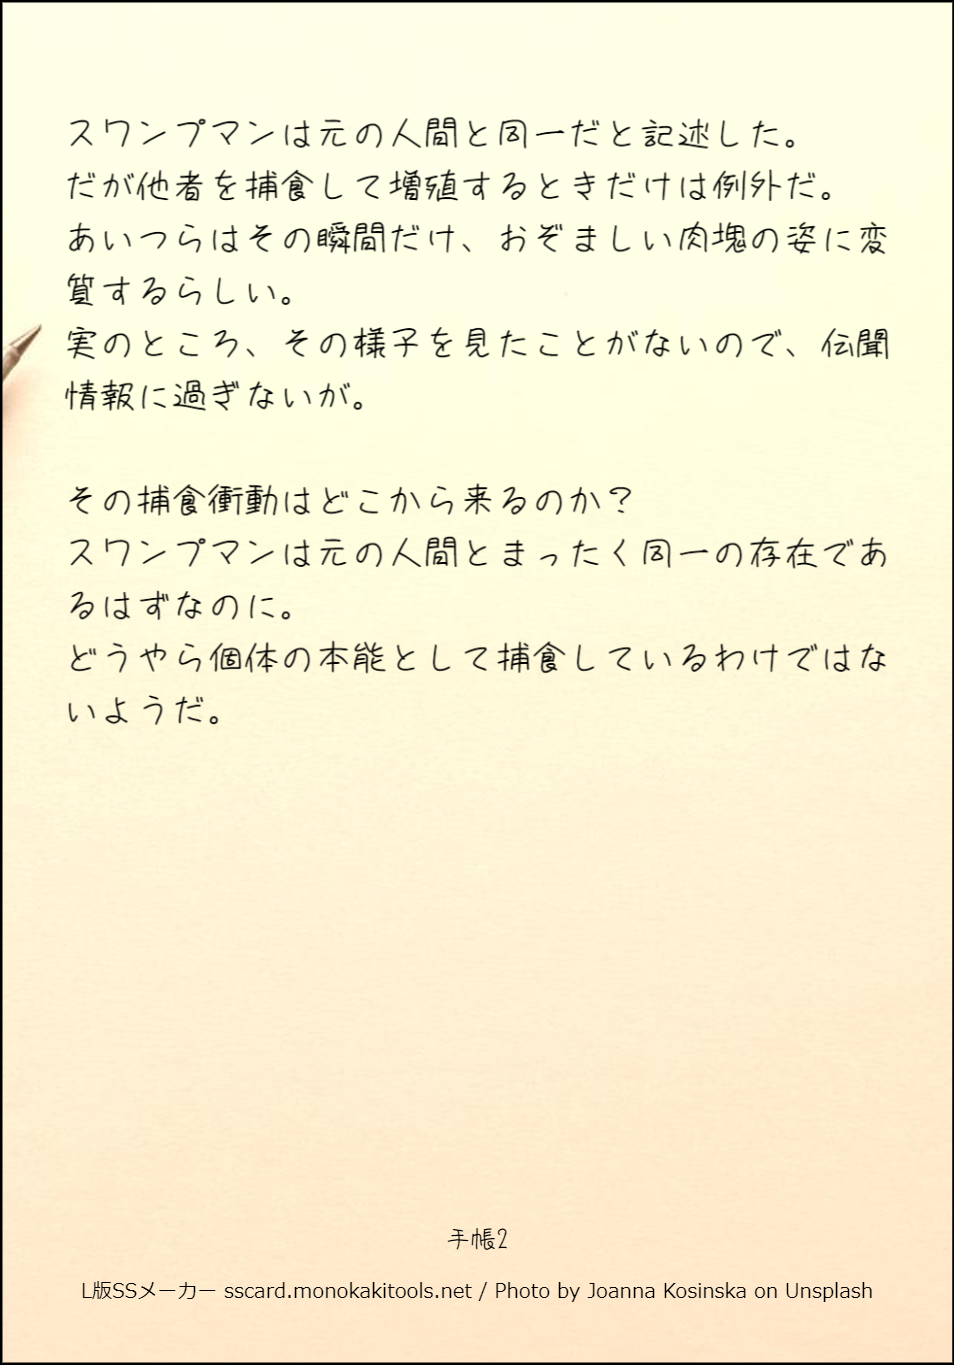 スワンプマンは元の人間と同一だと記述した。
だが他者を捕食して増殖するときだけは例外だ。
あいつらはその瞬間だけ、おぞましい肉塊の姿に変
質するらしい。
実のところ、その様子を見たことがないので、伝聞
情報に過ぎないが。
その捕食衝動はどこから来るのか？
スワンプマンは元の人間とまったく同一の存在であ
るはずなのに。
どうやら個体の本能として捕食しているわけではな
いようだ。
手帳2
L版SSメーカー sscard.monokakitools.net / Photo by Joanna Kosinska on Unsplash